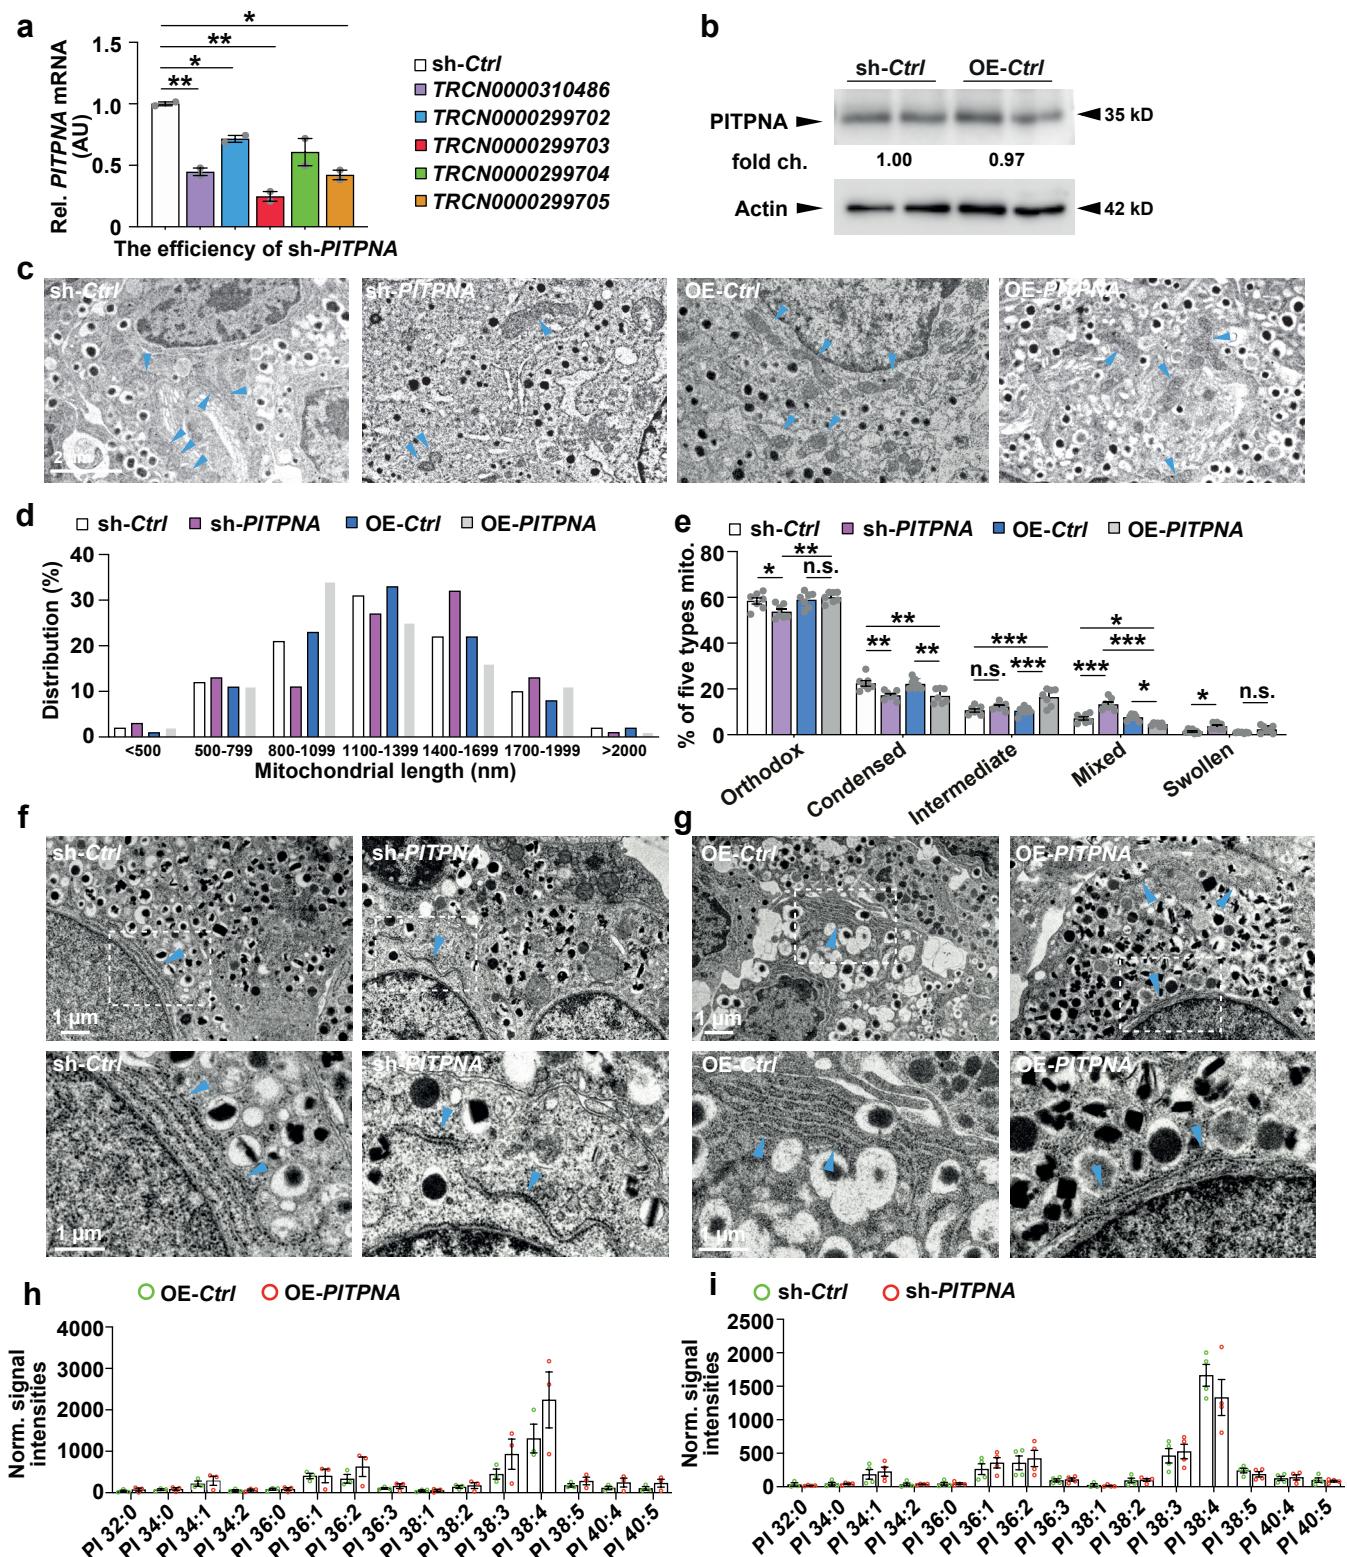 a
Rel. PITPNA mRNA
(AU)
1.5
1.0
0.5
0
*
**
*
**
The efficiency of sh-PITPNA
sh-Ctrl
TRCN0000310486
TRCN0000299702
TRCN0000299703
TRCN0000299704
TRCN0000299705
b
sh-Ctrl OE-Ctrl
PITPNA 35 kD
fold ch. 1.00 0.97
Actin 42 kD
c
sh-Ctrl sh-PITPNA OE-Ctrl OE-PITPNA
2 µm
d
sh-Ctrl sh-PITPNA OE-Ctrl OE-PITPNA
Distribution (%)
40
30
20
10
0
<500 500-799 800-1099 1100-1399 1400-1699 1700-1999 >2000
Mitochondrial length (nm)
e
sh-Ctrl sh-PITPNA OE-Ctrl OE-PITPNA
% of five types mito.
80
60
40
20
0
**
* n.s.
**
** **
***
n.s. ***
*
***
*** *
* n.s.
Orthodox Condensed Intermediate Mixed Swollen
f
sh-Ctrl sh-PITPNA
1 µm
sh-Ctrl sh-PITPNA
1 µm
g
OE-Ctrl OE-PITPNA
1 µm
OE-Ctrl OE-PITPNA
1 µm
h
OE-Ctrl OE-PITPNA
Norm. signal
intensities
4000
3000
2000
1000
0
PI 32:0 PI 34:0 PI 34:1 PI 34:2 PI 36:0 PI 36:1 PI 36:2 PI 36:3 PI 38:1 PI 38:2 PI 38:3 PI 38:4 PI 38:5 PI 40:4 PI 40:5
i
sh-Ctrl sh-PITPNA
Norm. signal
intensities
2500
2000
1500
1000
500
0
PI 32:0 PI 34:0 PI 34:1 PI 34:2 PI 36:0 PI 36:1 PI 36:2 PI 36:3 PI 38:1 PI 38:2 PI 38:3 PI 38:4 PI 38:5 PI 40:4 PI 40:5